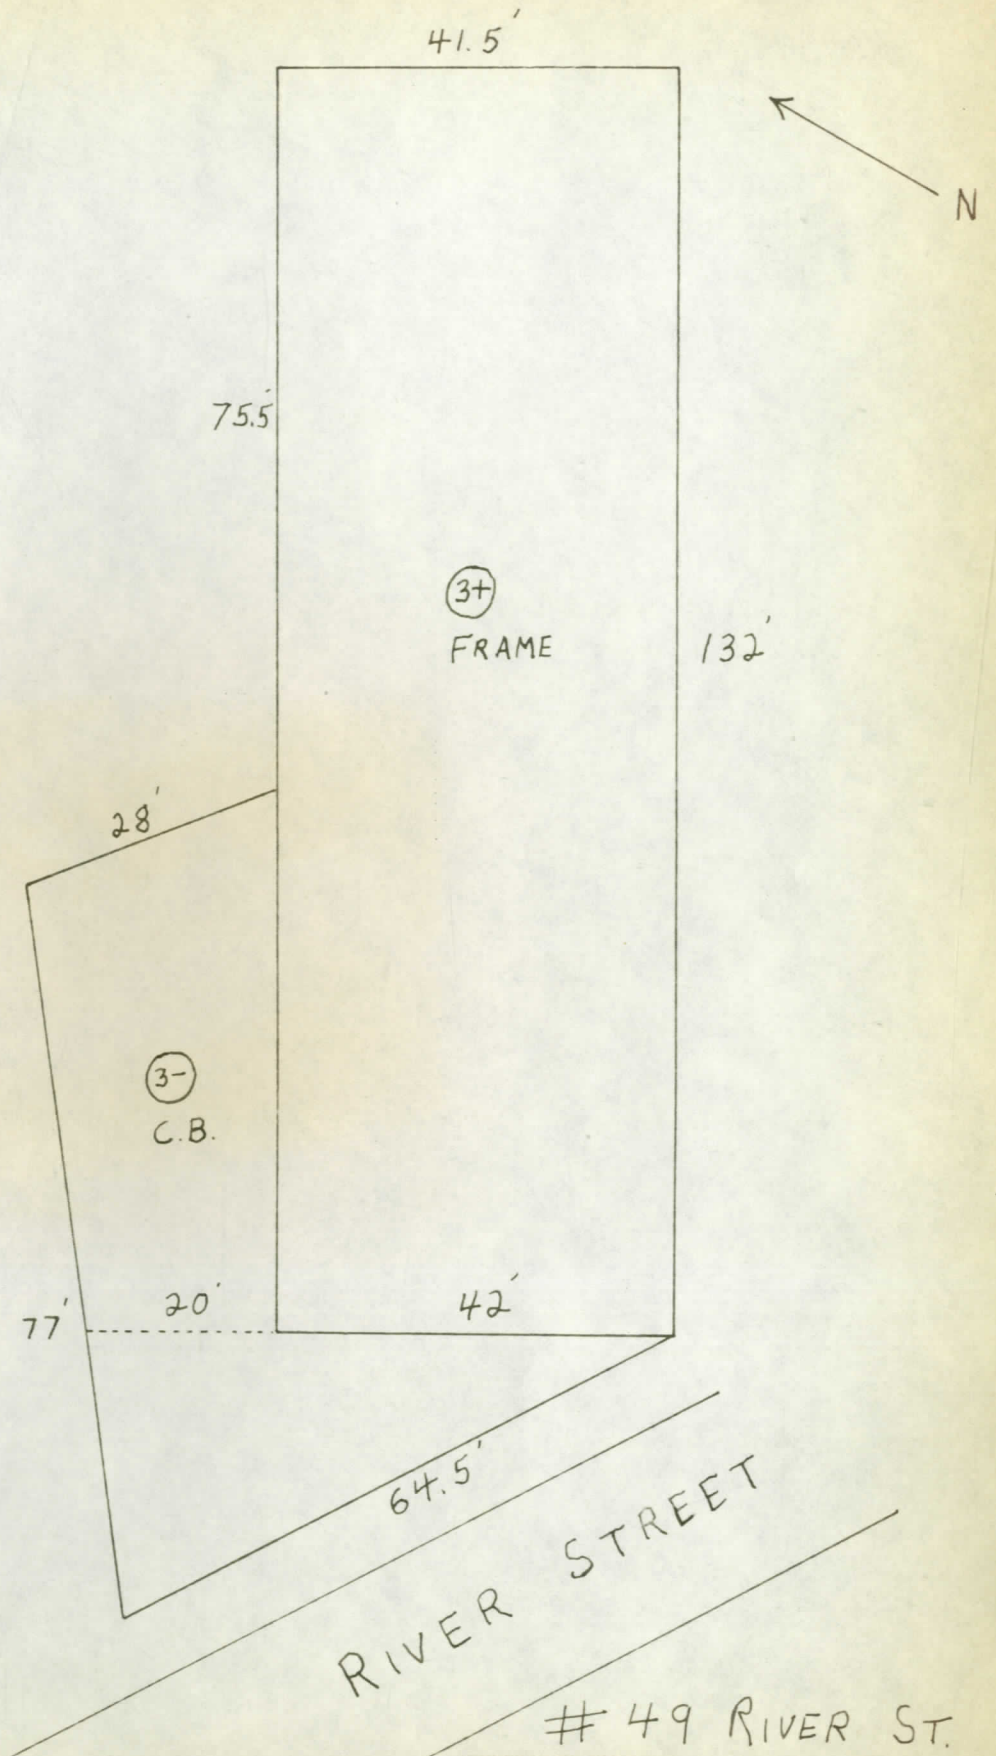 41.5'
N
75.5'
3+
FRAME
132'
28'
3-
C.B.
20'
42'
77'
64.5'
RIVER STREET
# 49 RIVER ST.